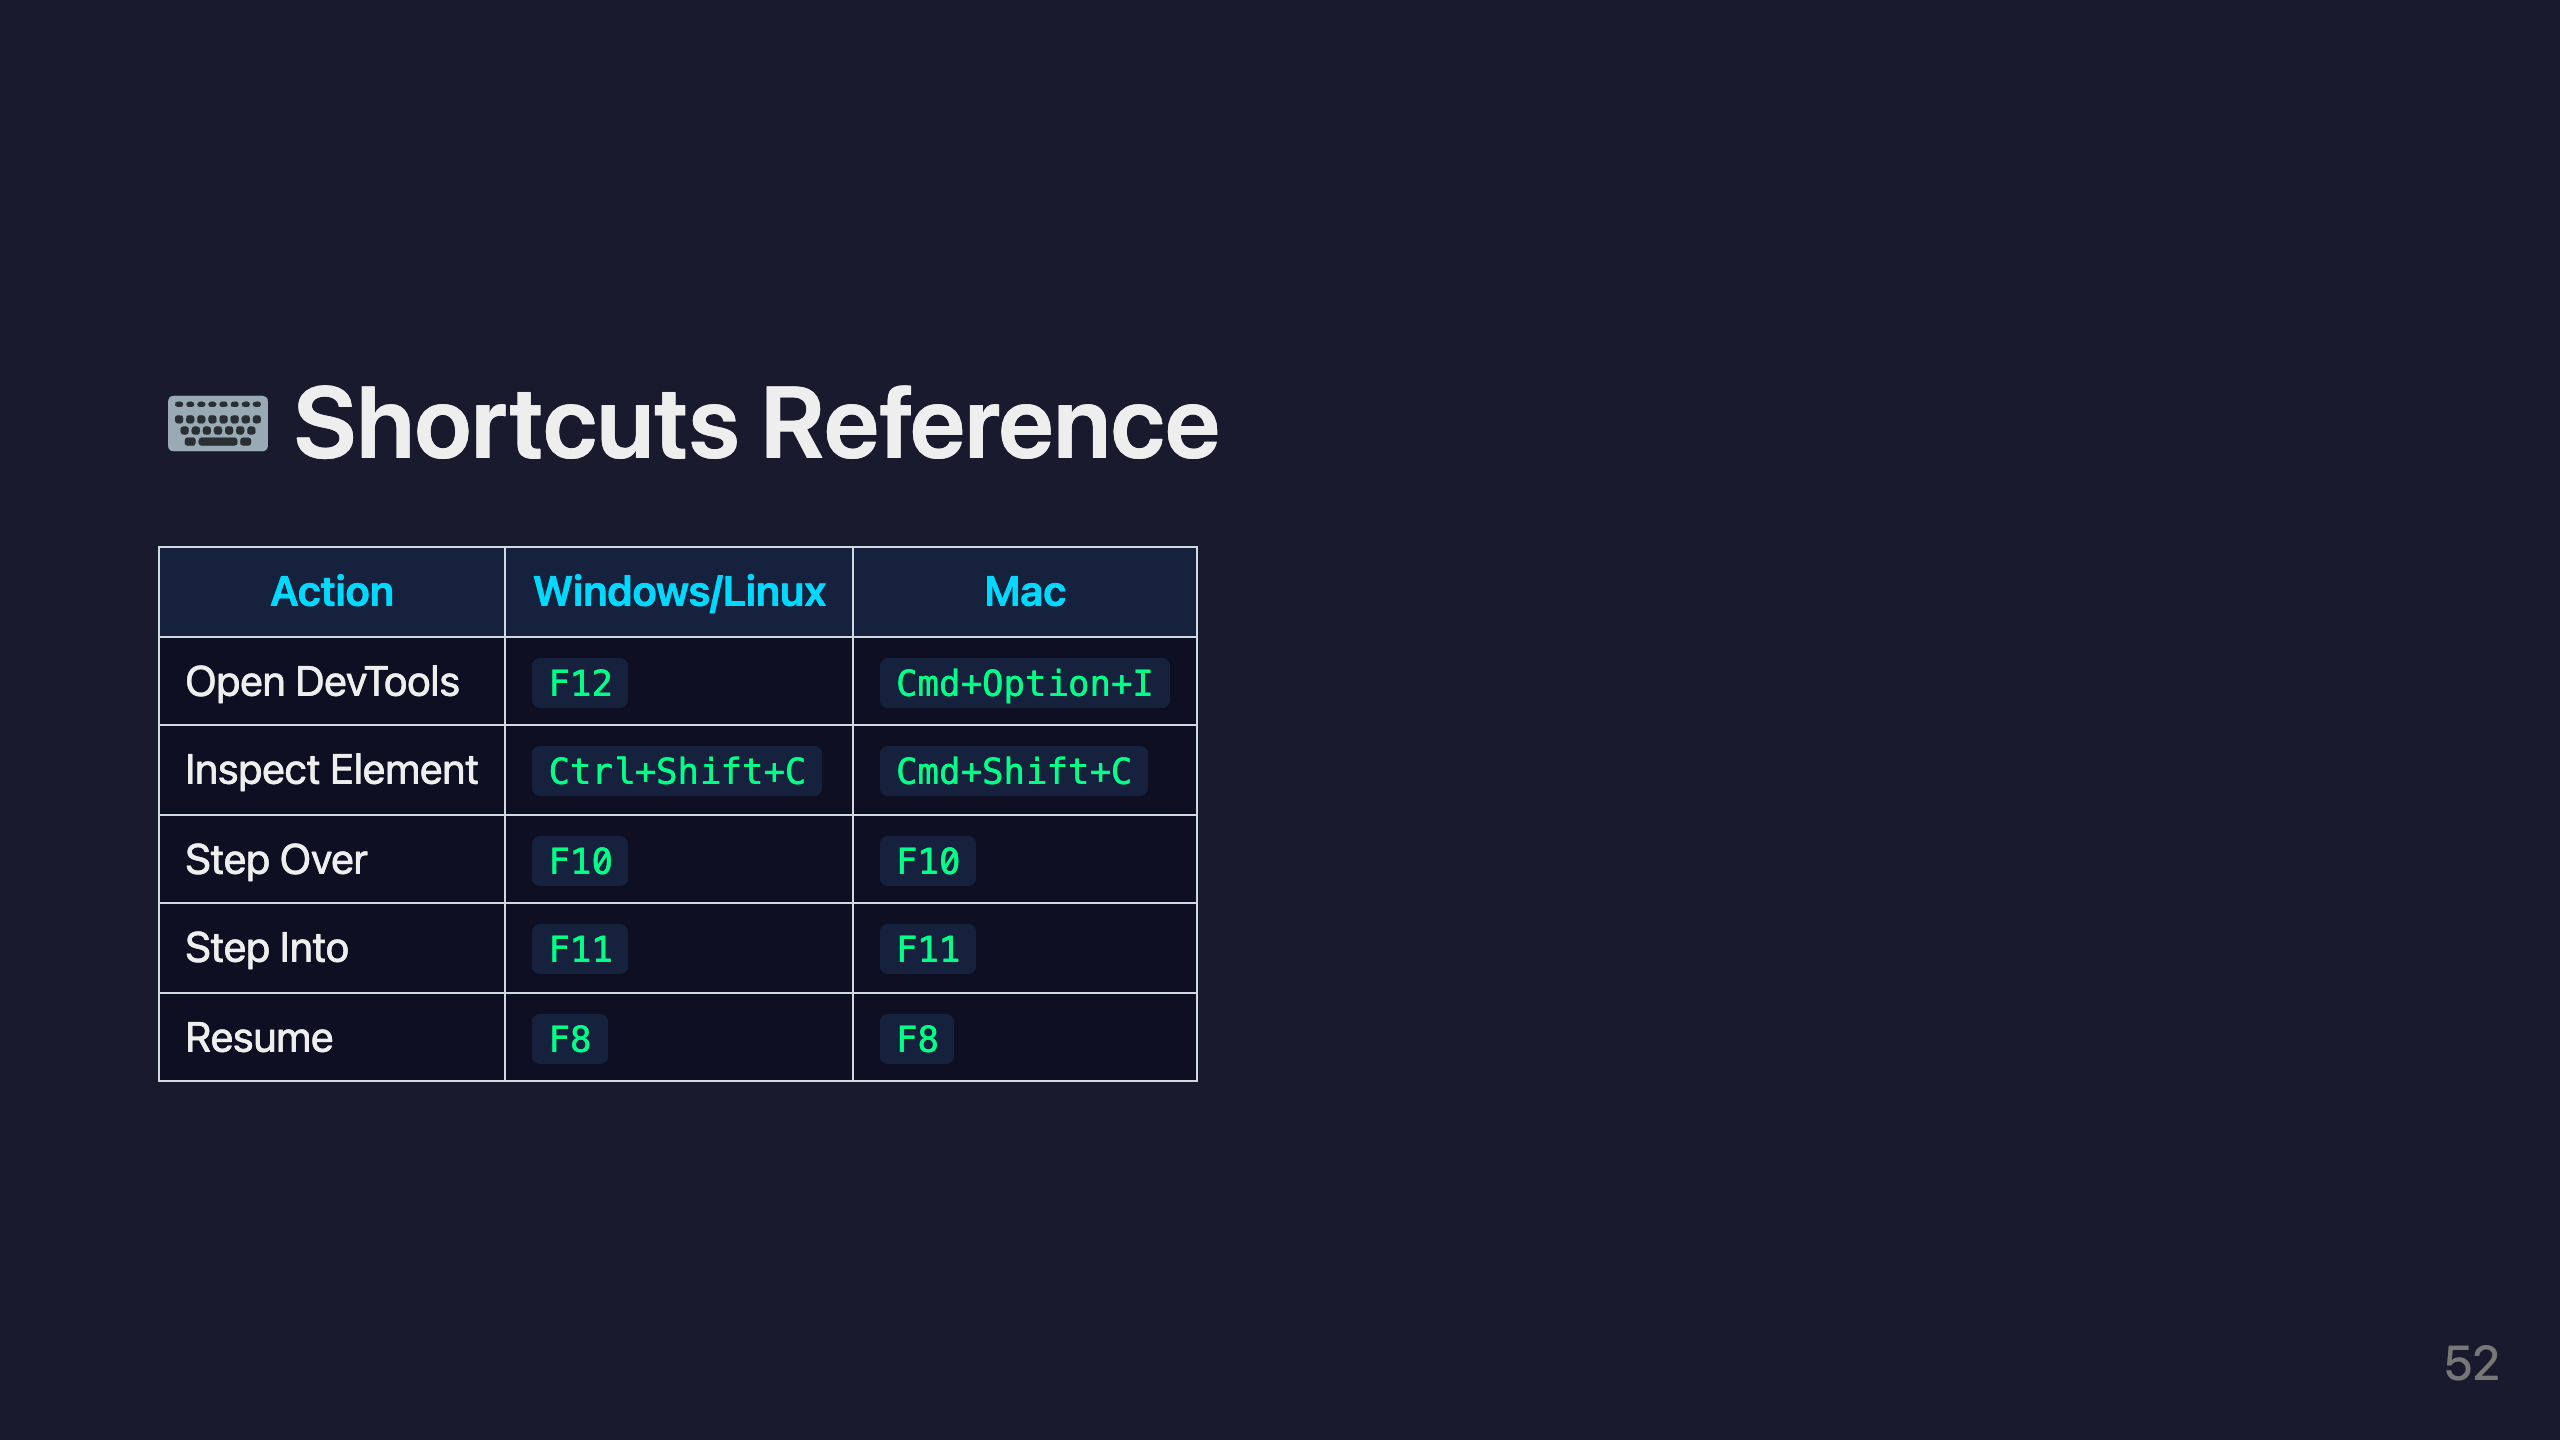 Shortcuts Reference
Action Windows/Linux Mac
Open DevTools F12 Cmd+Option+I
Inspect Element Ctrl+Shift+C Cmd+Shift+C
Step Over F10 F10
Step Into F11 F11
Resume F8 F8
52